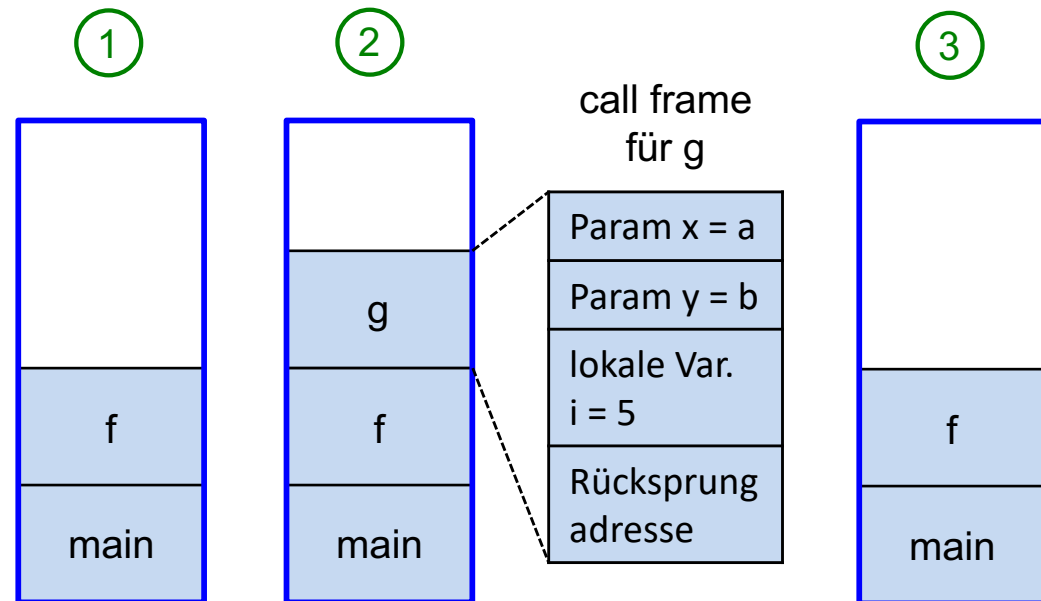 1
2
3
call frame
für g
g
f
main
f
main
Param x = a
Param y = b
lokale Var.
i = 5
Rücksprung
adresse
f
main